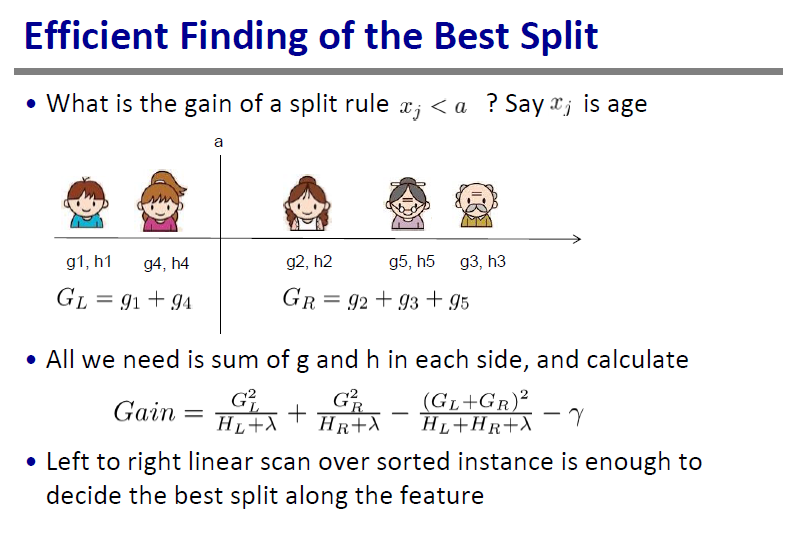 Efficient Finding of the Best Split
• What is the gain of a split rule $x_j < a$ ? Say $x_j$ is age
a
g1, h1 g4, h4 g2, h2 g5, h5 g3, h3
$G_L = g_1 + g_4$ $G_R = g_2 + g_3 + g_5$
• All we need is sum of g and h in each side, and calculate
$Gain = \frac{G_L^2}{H_L+\lambda} + \frac{G_R^2}{H_R+\lambda} - \frac{(G_L+G_R)^2}{H_L+H_R+\lambda} - \gamma$
• Left to right linear scan over sorted instance is enough to
decide the best split along the feature